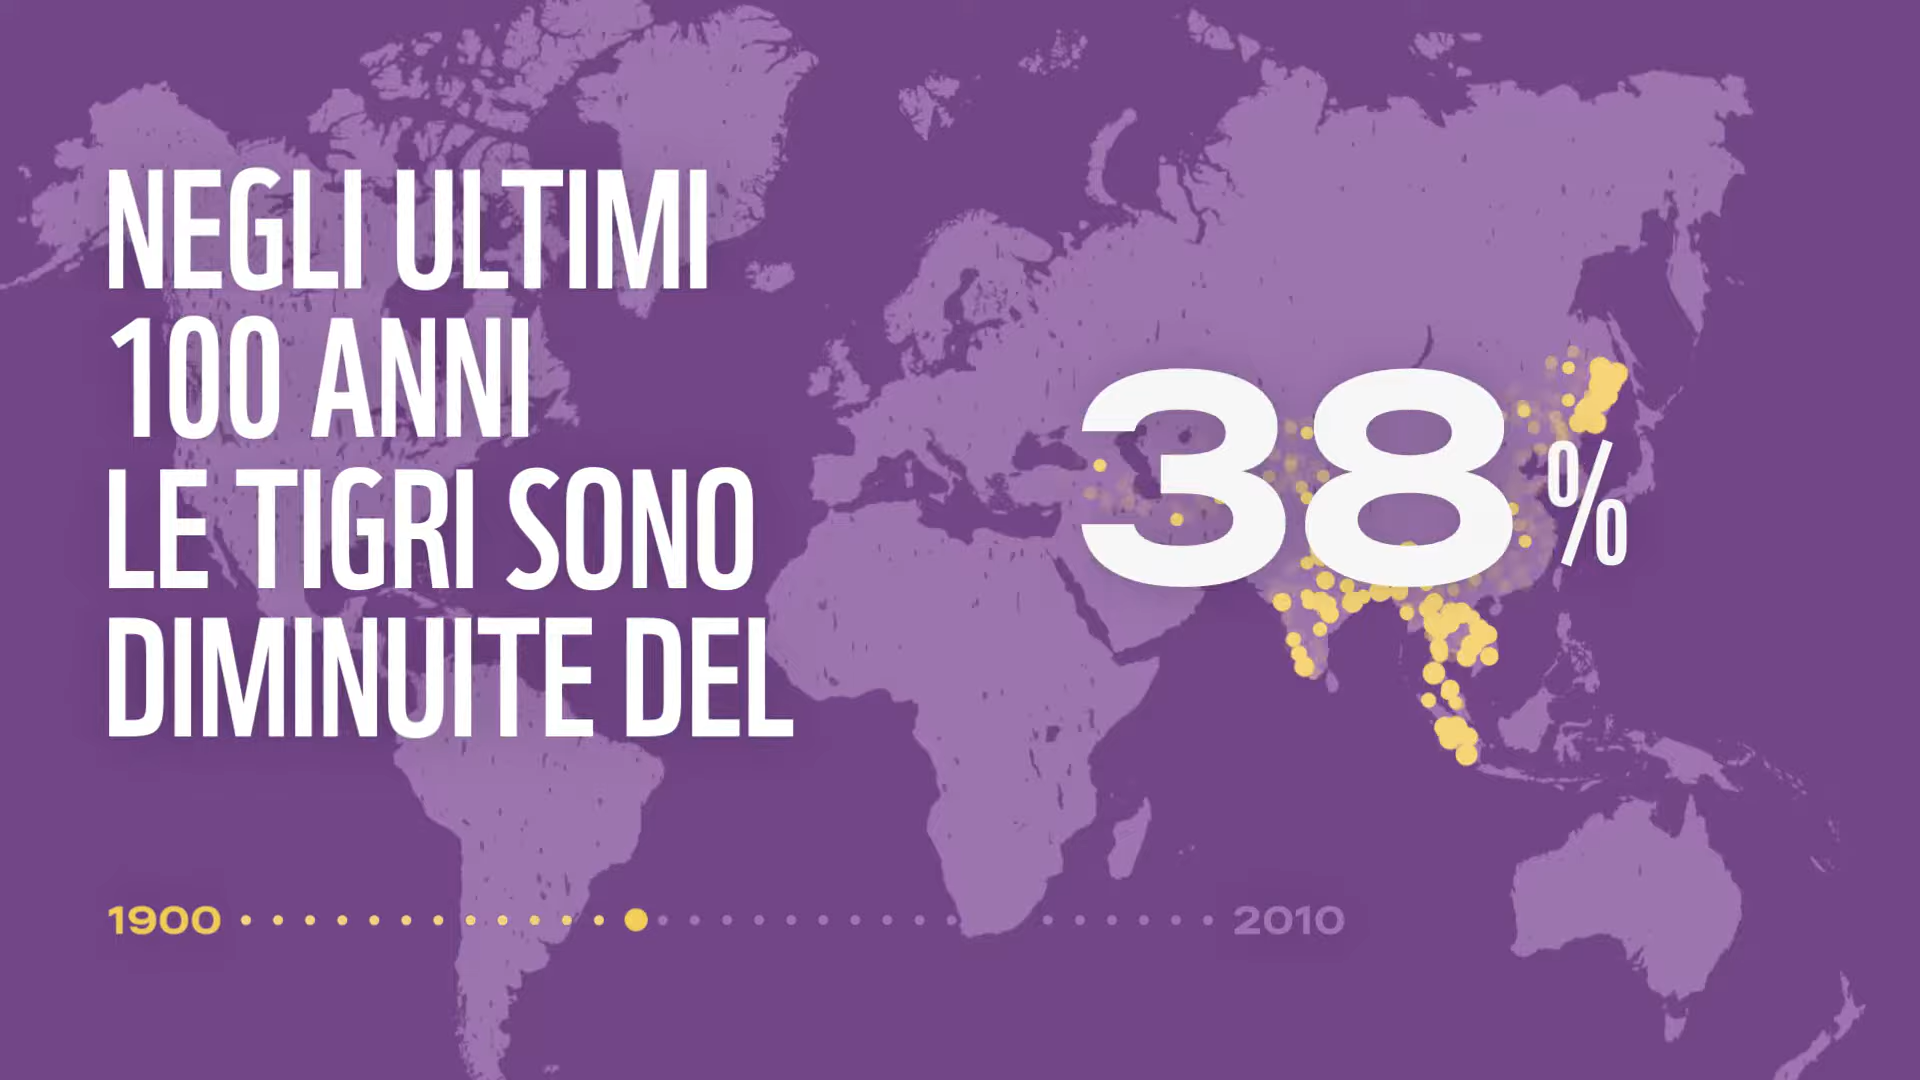 NEGLI ULTIMI
100 ANNI
LE TIGRI SONO
DIMINUITE DEL
38%
1900
2010